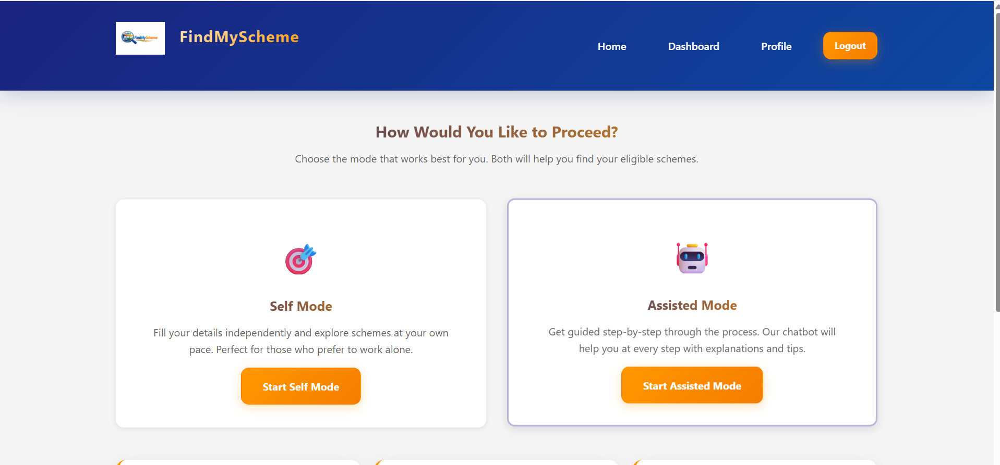 FindMyScheme
FindMyScheme
Home
Dashboard
Profile
Logout
How Would You Like to Proceed?
Choose the mode that works best for you. Both will help you find your eligible schemes.
Self Mode
Fill your details independently and explore schemes at your own
pace. Perfect for those who prefer to work alone.
Start Self Mode
Assisted Mode
Get guided step-by-step through the process. Our chatbot will
help you at every step with explanations and tips.
Start Assisted Mode